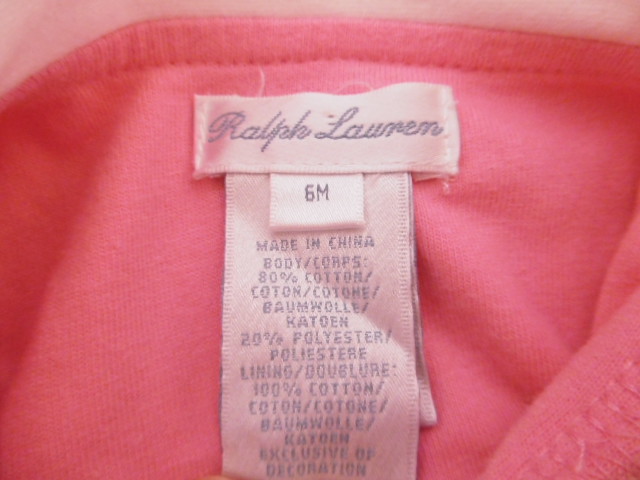 Ralph Lauren
6M
MADE IN CHINA
BODY/CORPS:
80% COTTON/
COTON/COTONE/
BAUMWOLLE/
KATOEN
20% POLYESTER/
POLIESTERE
LINING/DOUBLURE:
100% COTTON/
COTON/COTONE/
BAUMWOLLE/
KATOEN
EXCLUSIVE OF
DECORATION